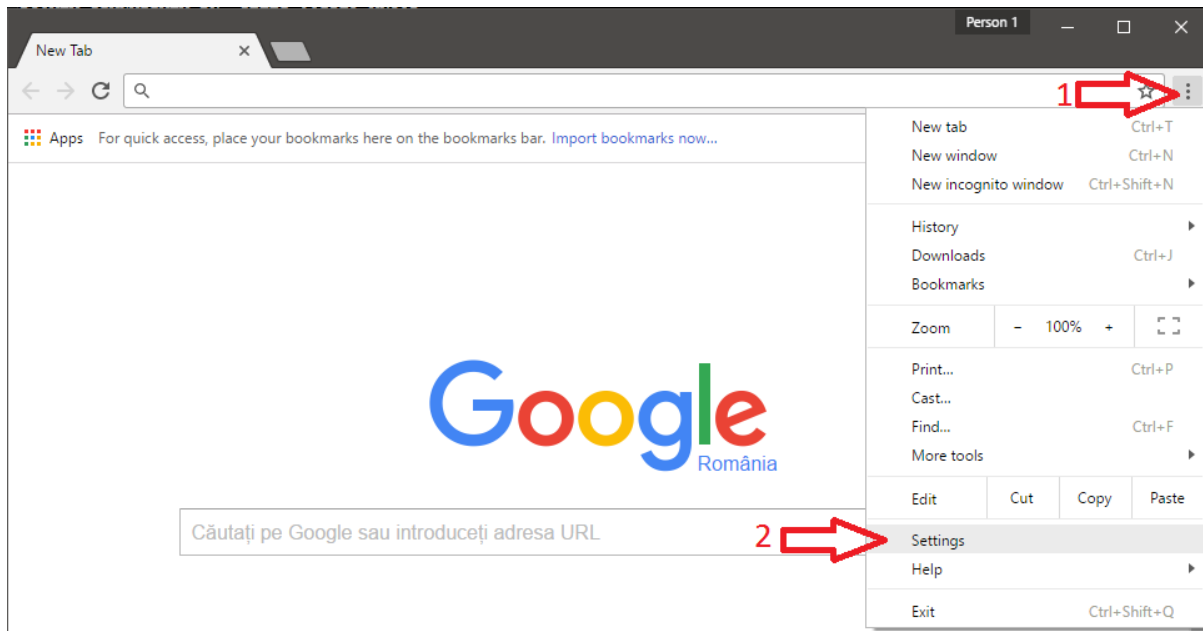 Person 1
New Tab
1
Apps For quick access, place your bookmarks here on the bookmarks bar. Import bookmarks now...
New tab Ctrl+T
New window Ctrl+N
New incognito window Ctrl+Shift+N
History
Downloads Ctrl+J
Bookmarks
Zoom - 100% +
Print... Ctrl+P
Cast...
Find... Ctrl+F
More tools
Edit Cut Copy Paste
Settings
Help
Exit Ctrl+Shift+Q
Google
România
Căutați pe Google sau introduceți adresa URL
2